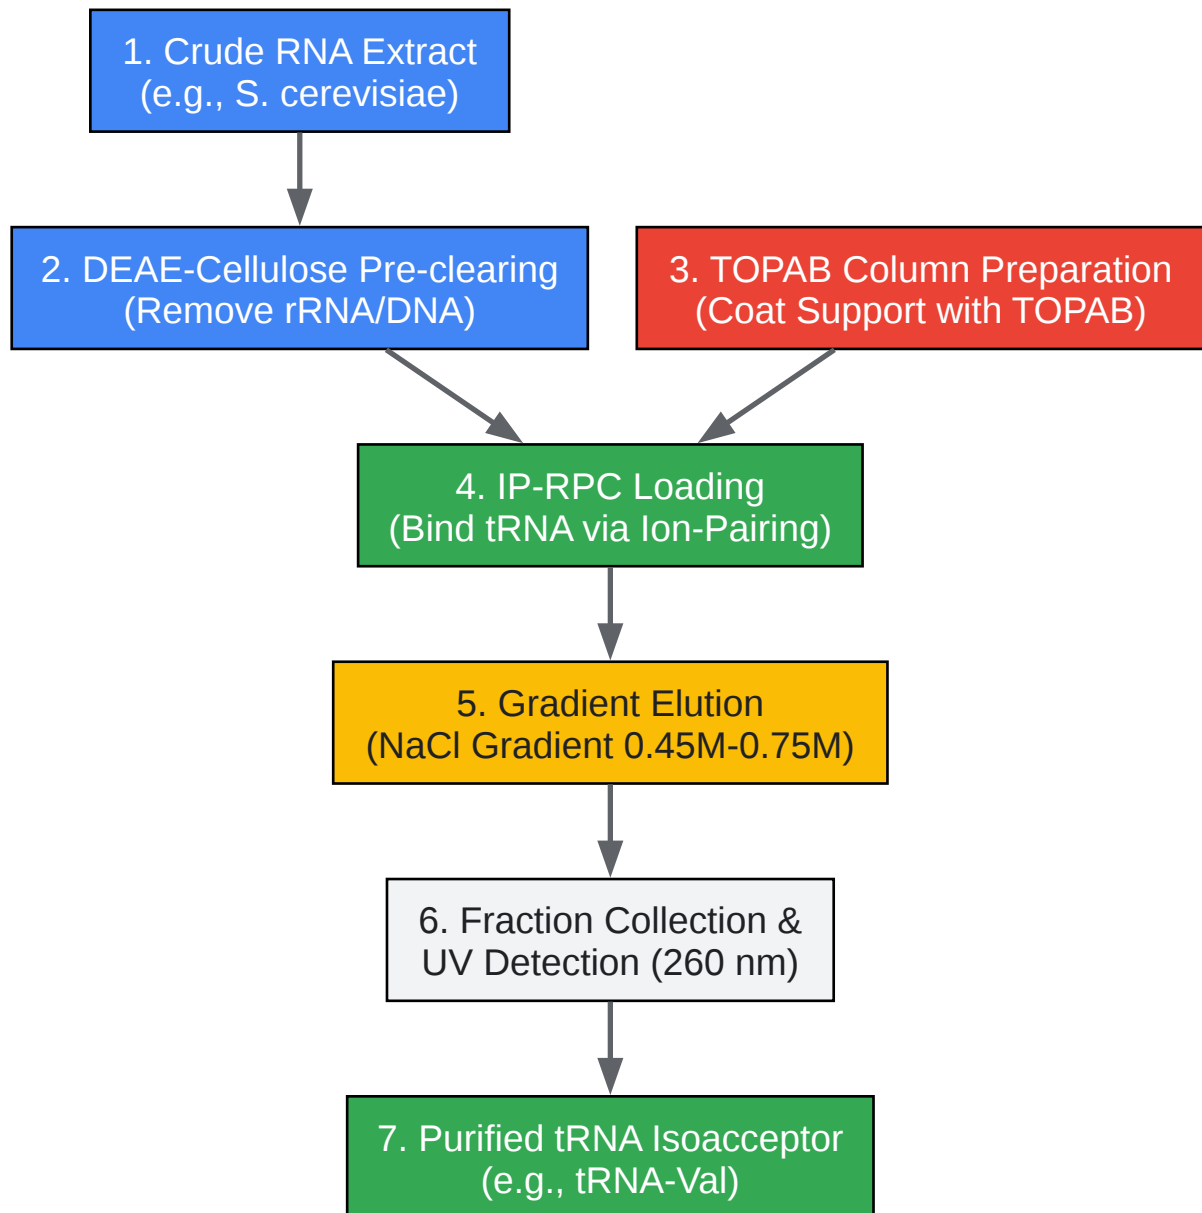 1. Crude RNA Extract
(e.g., S. cerevisiae)
2. DEAE-Cellulose Pre-clearing
(Remove rRNA/DNA)
3. TOPAB Column Preparation
(Coat Support with TOPAB)
4. IP-RPC Loading
(Bind tRNA via Ion-Pairing)
5. Gradient Elution
(NaCl Gradient 0.45M-0.75M)
6. Fraction Collection &
UV Detection (260 nm)
7. Purified tRNA Isoacceptor
(e.g., tRNA-Val)